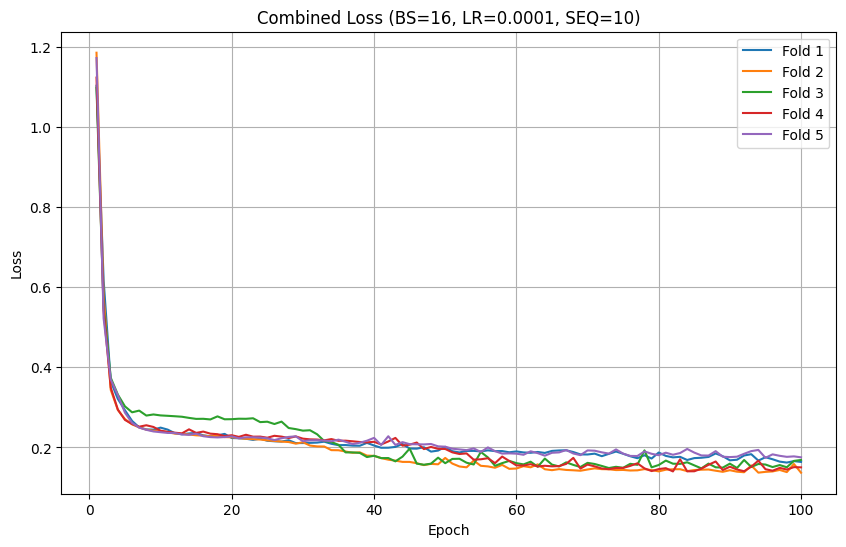 Combined Loss (BS=16, LR=0.0001, SEQ=10)
Fold 1
Fold 2
Fold 3
Fold 4
Fold 5
Loss
1.2
1.0
0.8
0.6
0.4
0.2
0
20
40
60
80
100
Epoch